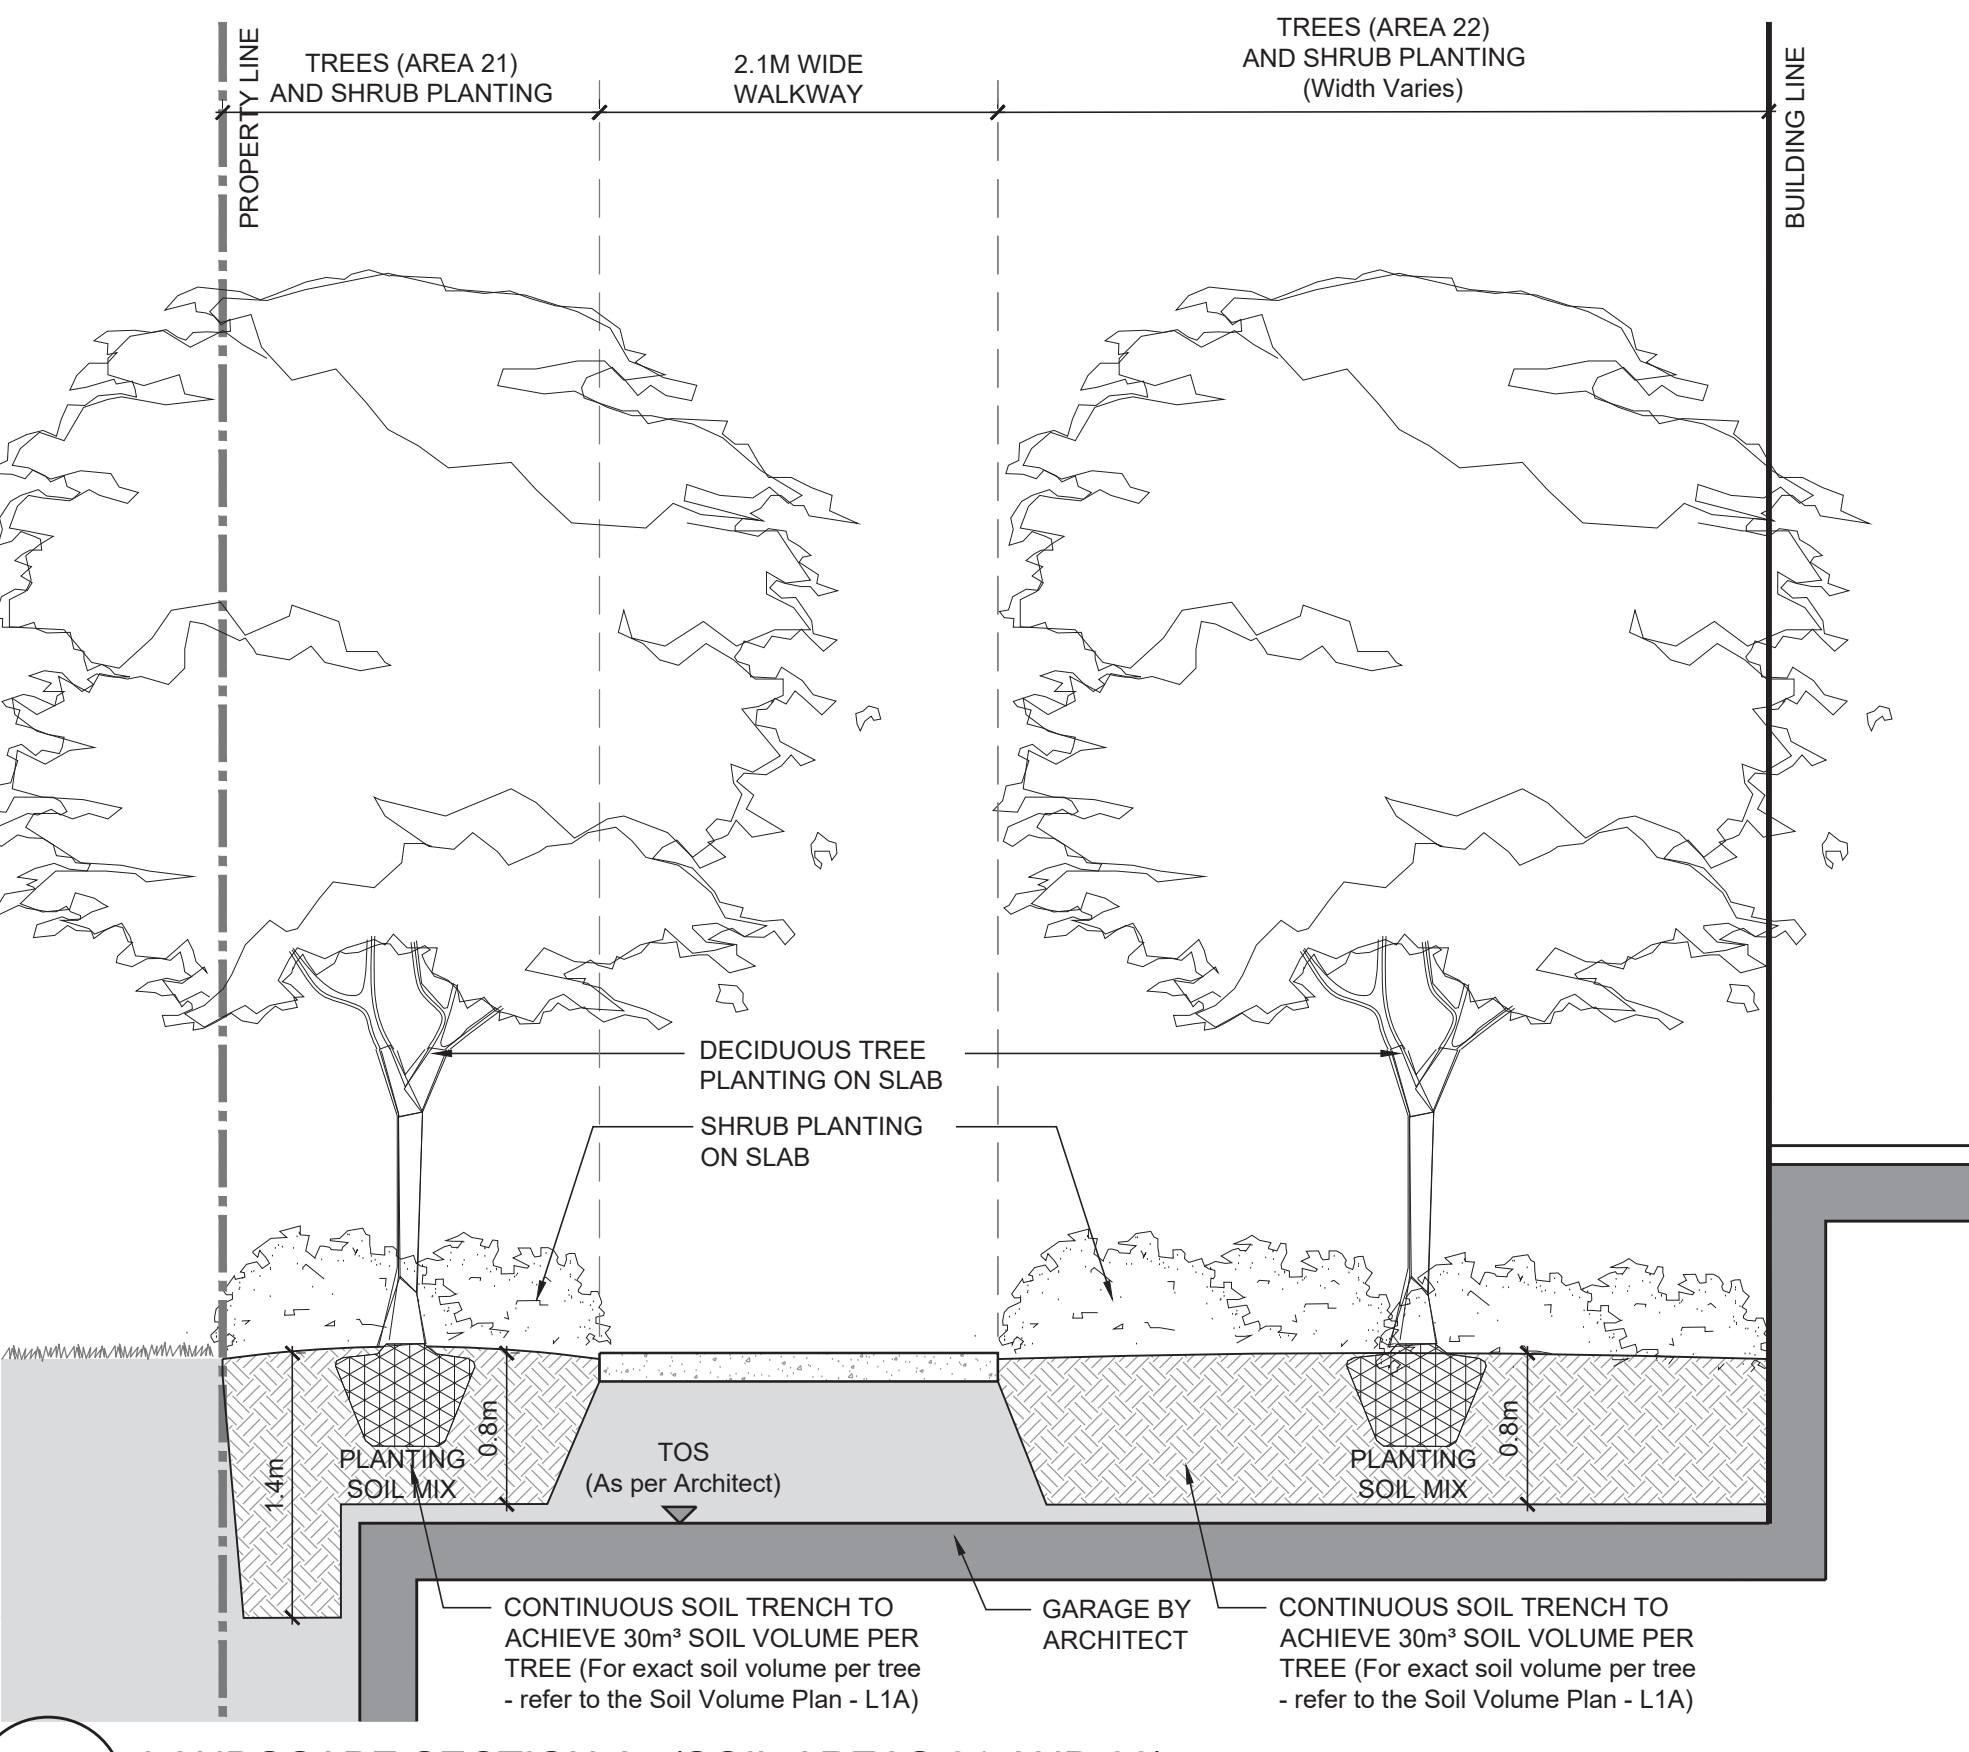 TREES (AREA 22)
AND SHRUB PLANTING
(Width Varies)
TREES (AREA 21)
AND SHRUB PLANTING
2.1M WIDE
WALKWAY
PROPERTY LINE
BUILDING LINE
DECIDUOUS TREE
PLANTING ON SLAB
SHRUB PLANTING
ON SLAB
1.4m
0.8m
PLANTING
SOIL MIX
TOS
(As per Architect)
PLANTING
SOIL MIX
0.8m
CONTINUOUS SOIL TRENCH TO
ACHIEVE 30m³ SOIL VOLUME PER
TREE (For exact soil volume per tree
- refer to the Soil Volume Plan - L1A)
GARAGE BY
ARCHITECT
CONTINUOUS SOIL TRENCH TO
ACHIEVE 30m³ SOIL VOLUME PER
TREE (For exact soil volume per tree
- refer to the Soil Volume Plan - L1A)